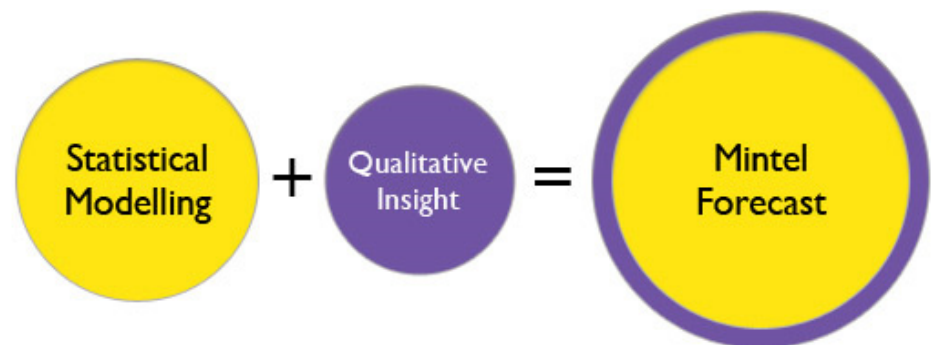 Statistical
Modelling
+
Qualitative
Insight
=
Mintel
Forecast